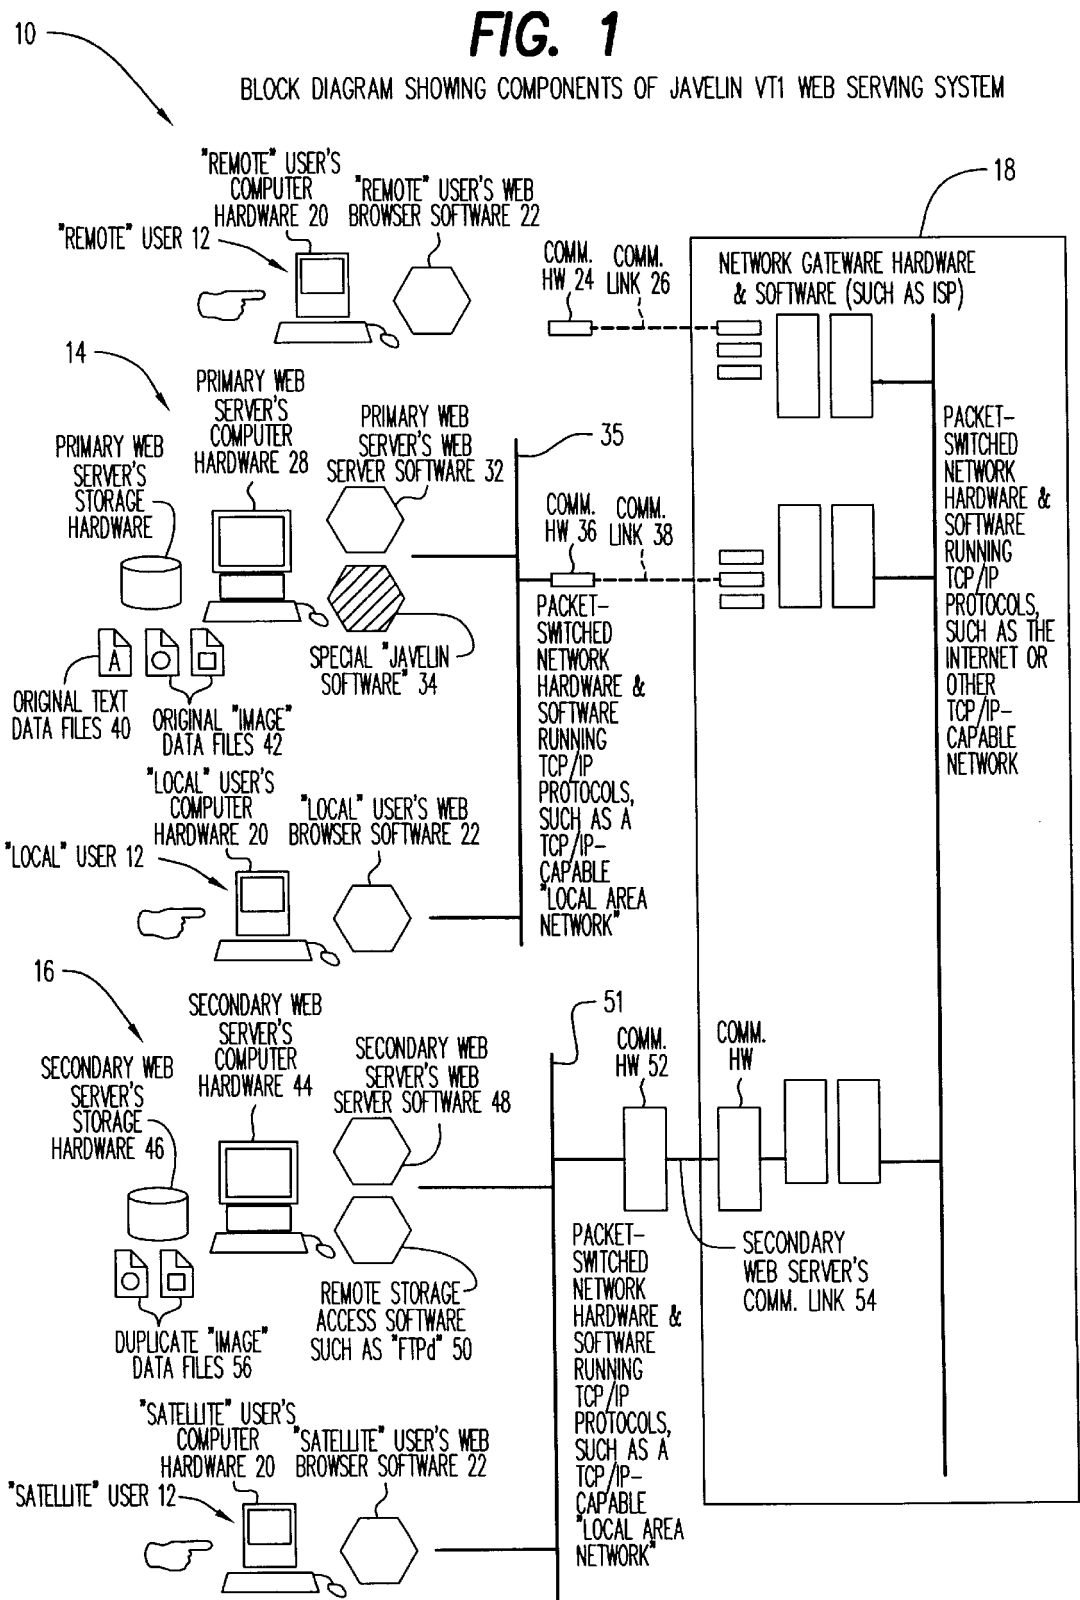 FIG. 1
10
BLOCK DIAGRAM SHOWING COMPONENTS OF JAVELIN VT1 WEB SERVING SYSTEM
"REMOTE" USER'S
COMPUTER
HARDWARE 20
"REMOTE" USER'S WEB
BROWSER SOFTWARE 22
"REMOTE" USER 12
COMM.
HW 24
COMM.
LINK 26
18
NETWORK GATEWARE HARDWARE
& SOFTWARE (SUCH AS ISP)
PACKET-
SWITCHED
NETWORK
HARDWARE &
SOFTWARE
RUNNING
TCP/IP
PROTOCOLS,
SUCH AS THE
INTERNET OR
OTHER
TCP/IP-
CAPABLE
NETWORK
14
PRIMARY WEB
SERVER'S
COMPUTER
HARDWARE 28
PRIMARY WEB
SERVER'S WEB
SERVER SOFTWARE 32
PRIMARY WEB
SERVER'S
STORAGE
HARDWARE
35
COMM.
HW 36
COMM.
LINK 38
SPECIAL "JAVELIN
SOFTWARE" 34
A
ORIGINAL TEXT
DATA FILES 40
ORIGINAL "IMAGE"
DATA FILES 42
PACKET-
SWITCHED
NETWORK
HARDWARE &
SOFTWARE
RUNNING
TCP/IP
PROTOCOLS,
SUCH AS A
TCP/IP-
CAPABLE
"LOCAL AREA
NETWORK"
"LOCAL" USER'S
COMPUTER
HARDWARE 20
"LOCAL" USER'S WEB
BROWSER SOFTWARE 22
"LOCAL" USER 12
16
SECONDARY WEB
SERVER'S
COMPUTER
HARDWARE 44
SECONDARY WEB
SERVER'S WEB
SERVER SOFTWARE 48
SECONDARY WEB
SERVER'S
STORAGE
HARDWARE 46
51
COMM.
HW 52
COMM.
HW
SECONDARY
WEB SERVER'S
COMM. LINK 54
REMOTE STORAGE
ACCESS SOFTWARE
SUCH AS "FTPd" 50
DUPLICATE "IMAGE"
DATA FILES 56
PACKET-
SWITCHED
NETWORK
HARDWARE &
SOFTWARE
RUNNING
TCP/IP
PROTOCOLS,
SUCH AS A
TCP/IP-
CAPABLE
"LOCAL AREA
NETWORK"
"SATELLITE" USER'S
COMPUTER
HARDWARE 20
"SATELLITE" USER'S WEB
BROWSER SOFTWARE 22
"SATELLITE" USER 12